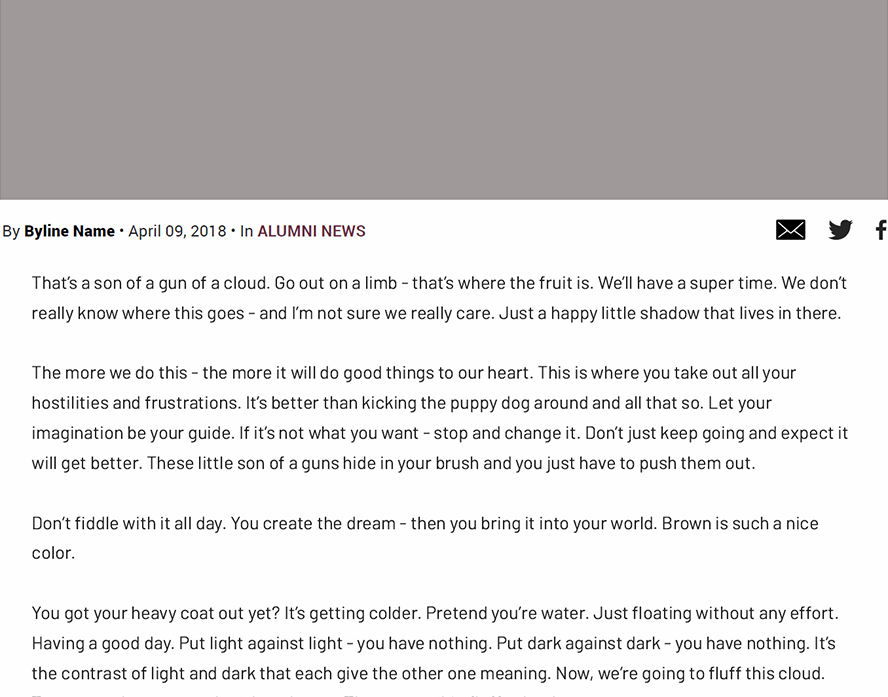 By Byline Name • April 09, 2018 • In ALUMNI NEWS
That's a son of a gun of a cloud. Go out on a limb - that's where the fruit is. We'll have a super time. We don't
really know where this goes - and I'm not sure we really care. Just a happy little shadow that lives in there.
The more we do this - the more it will do good things to our heart. This is where you take out all your
hostilities and frustrations. It's better than kicking the puppy dog around and all that so. Let your
imagination be your guide. If it's not what you want - stop and change it. Don't just keep going and expect it
will get better. These little son of a guns hide in your brush and you just have to push them out.
Don't fiddle with it all day. You create the dream - then you bring it into your world. Brown is such a nice
color.
You got your heavy coat out yet? It's getting colder. Pretend you're water. Just floating without any effort.
Having a good day. Put light against light - you have nothing. Put dark against dark - you have nothing. It's
the contrast of light and dark that each give the other one meaning. Now, we're going to fluff this cloud.